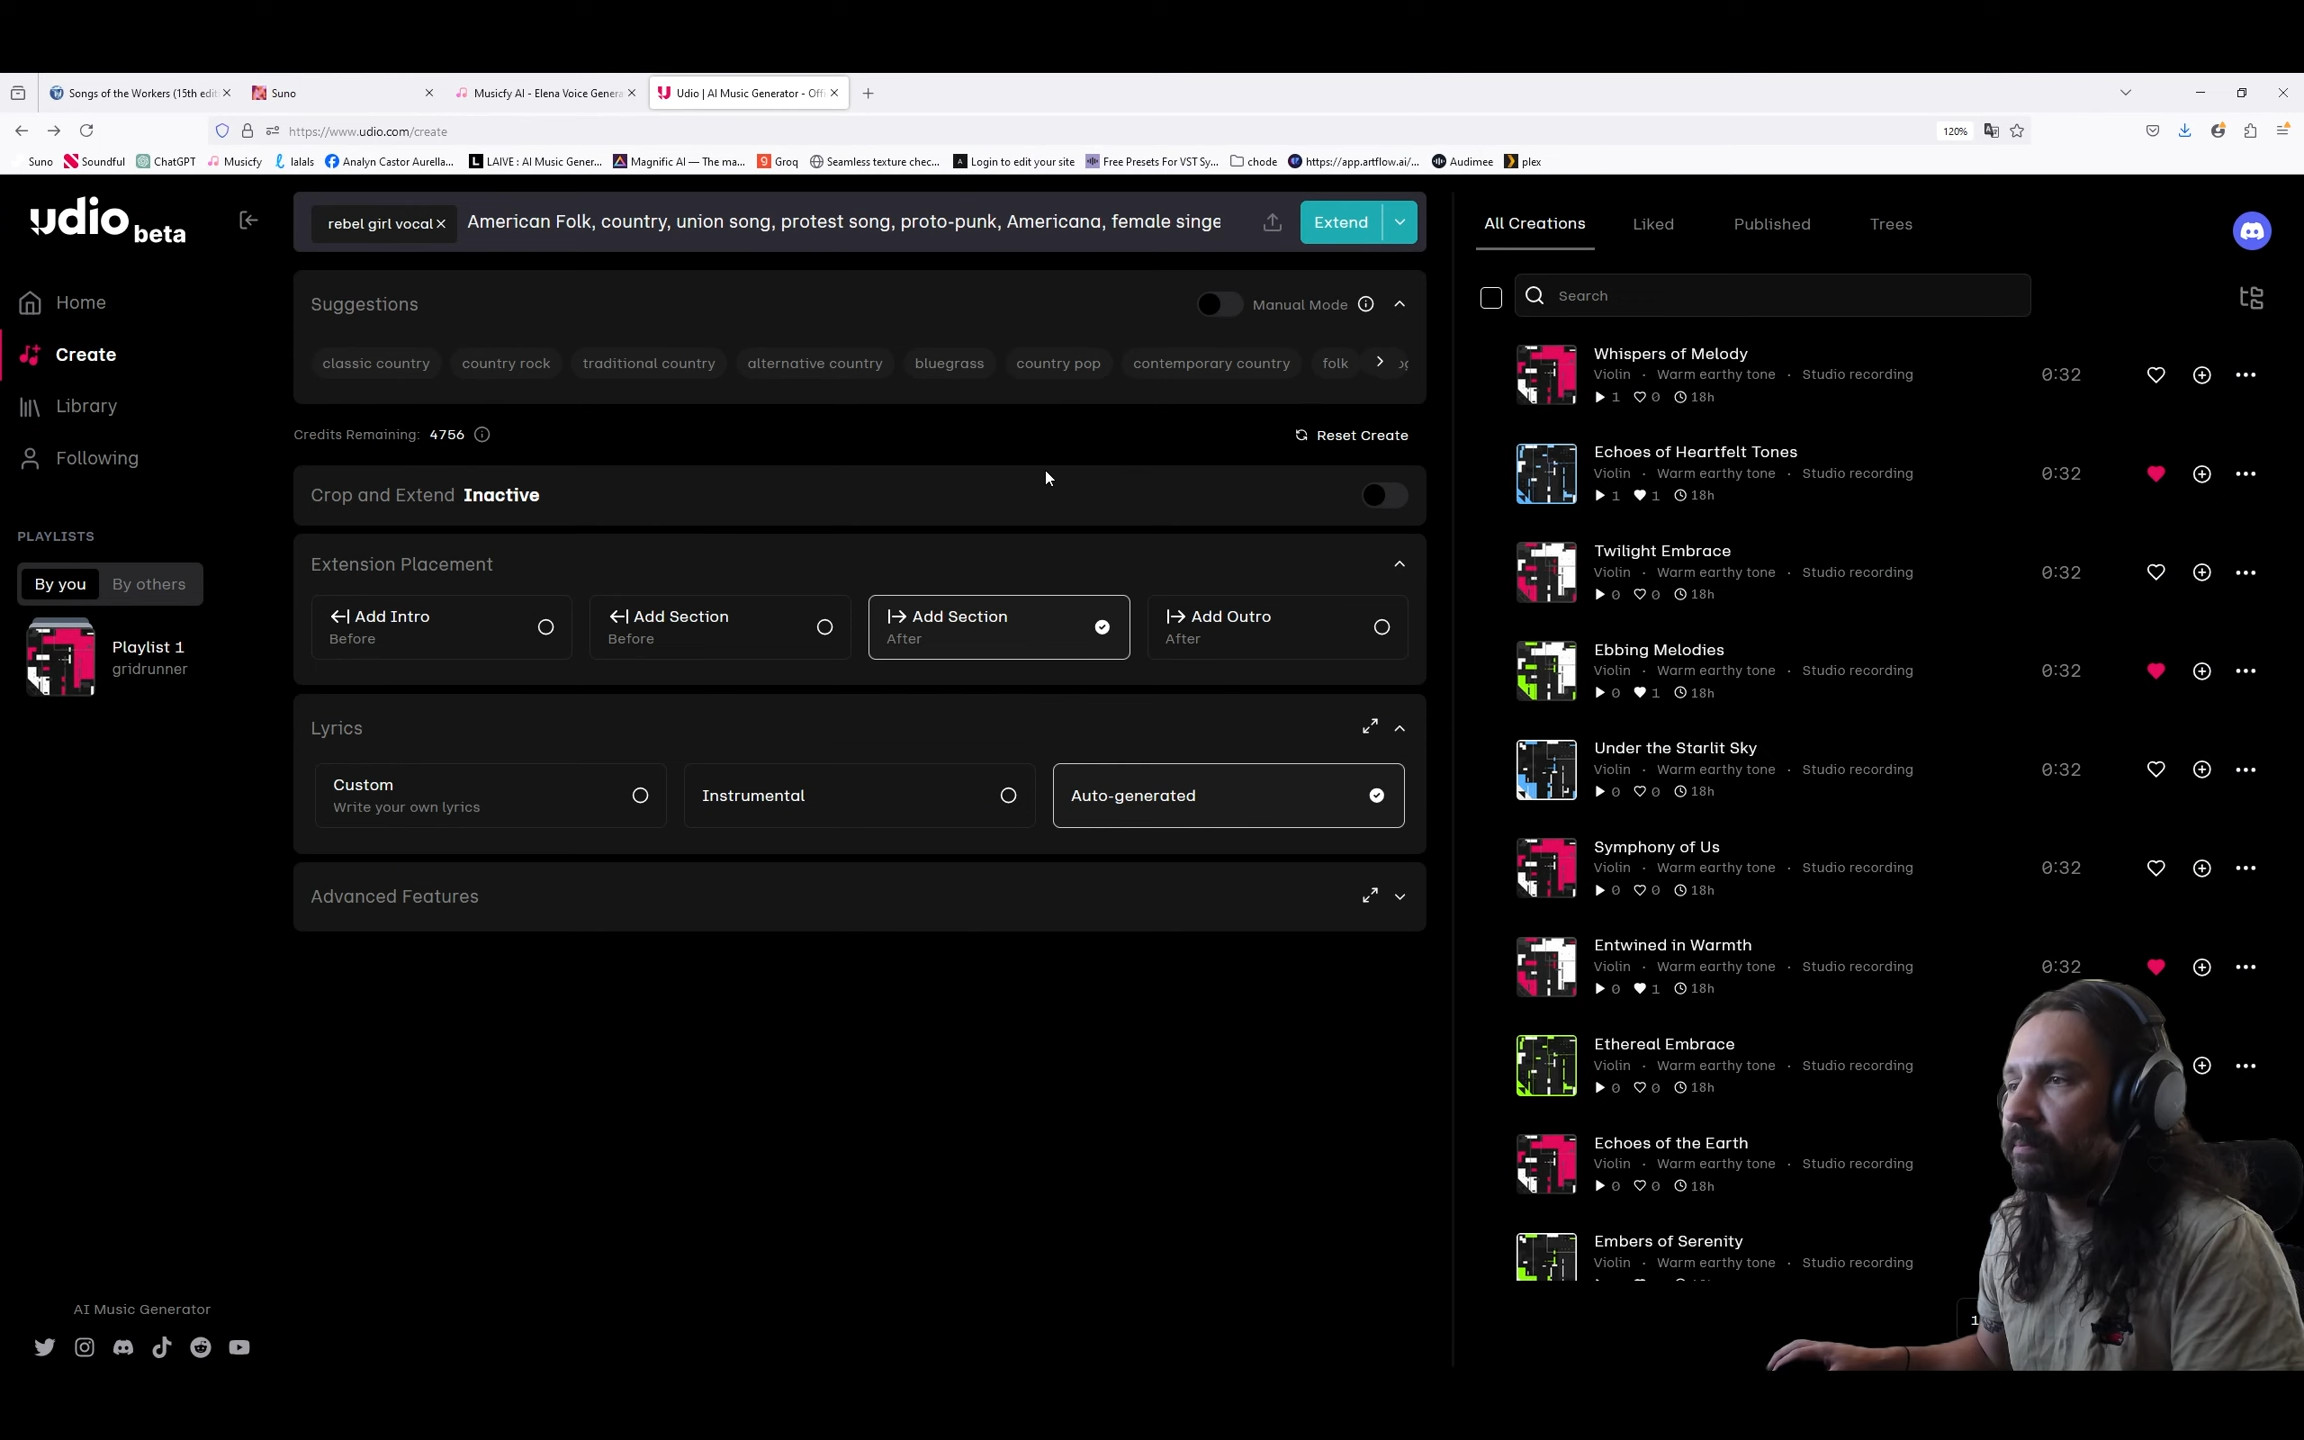 Songs of the Workers (15th edit
Suno
Musicfy AI - Elena Voice Genera
Udio | AI Music Generator - Offi
https://www.udio.com/create
120%
Suno
Soundful
ChatGPT
Musicfy
lalals
Analyn Castor Aurella...
LAIVE : AI Music Gener...
Magnific AI — The ma...
Groq
Seamless texture chec...
Login to edit your site
Free Presets For VST Sy...
chode
https://app.artflow.ai/...
Audimee
plex
udio beta
Home
Create
Library
Following
PLAYLISTS
By you
By others
Playlist 1
gridrunner
AI Music Generator
rebel girl vocal
American Folk, country, union song, protest song, proto-punk, Americana, female singe
Extend
Suggestions
Manual Mode
classic country
country rock
traditional country
alternative country
bluegrass
country pop
contemporary country
folk
Credits Remaining: 4756
Reset Create
Crop and Extend Inactive
Extension Placement
Add Intro
Before
Add Section
Before
Add Section
After
Add Outro
After
Lyrics
Custom
Write your own lyrics
Instrumental
Auto-generated
Advanced Features
All Creations
Liked
Published
Trees
Search
Whispers of Melody
Violin · Warm earthy tone · Studio recording
0:32
1 0 18h
Echoes of Heartfelt Tones
Violin · Warm earthy tone · Studio recording
0:32
1 1 18h
Twilight Embrace
Violin · Warm earthy tone · Studio recording
0:32
0 0 18h
Ebbing Melodies
Violin · Warm earthy tone · Studio recording
0:32
0 1 18h
Under the Starlit Sky
Violin · Warm earthy tone · Studio recording
0:32
0 0 18h
Symphony of Us
Violin · Warm earthy tone · Studio recording
0:32
0 0 18h
Entwined in Warmth
Violin · Warm earthy tone · Studio recording
0:32
0 1 18h
Ethereal Embrace
Violin · Warm earthy tone · Studio recording
0 0 18h
Echoes of the Earth
Violin · Warm earthy tone · Studio recording
0 0 18h
Embers of Serenity
Violin · Warm earthy tone · Studio recording
1